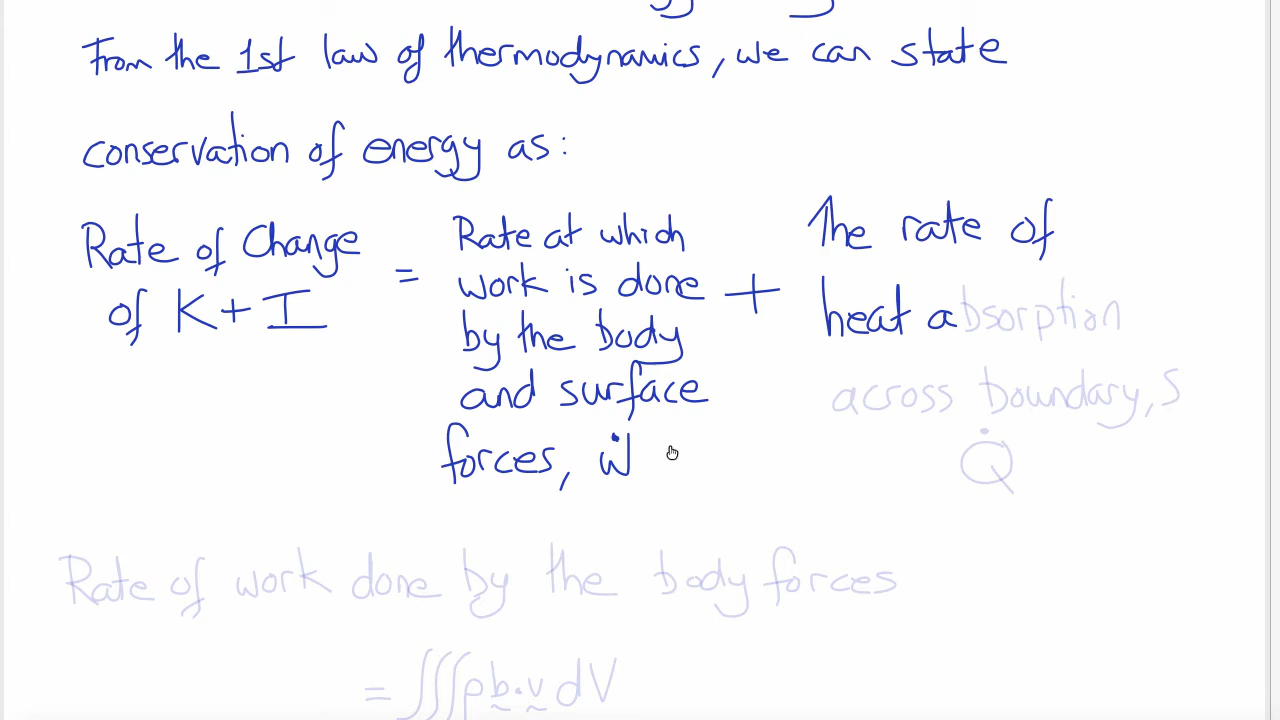 From the 1st law of thermodynamics, we can state
conservation of energy as:
Rate of Change
of K + I
=
Rate at which
work is done
by the body
and surface
forces, Ẇ
+
The rate of
heat absorption
across boundary, S
Q̇
Rate of work done by the body forces
= ∭ρb̰·v̰ dV